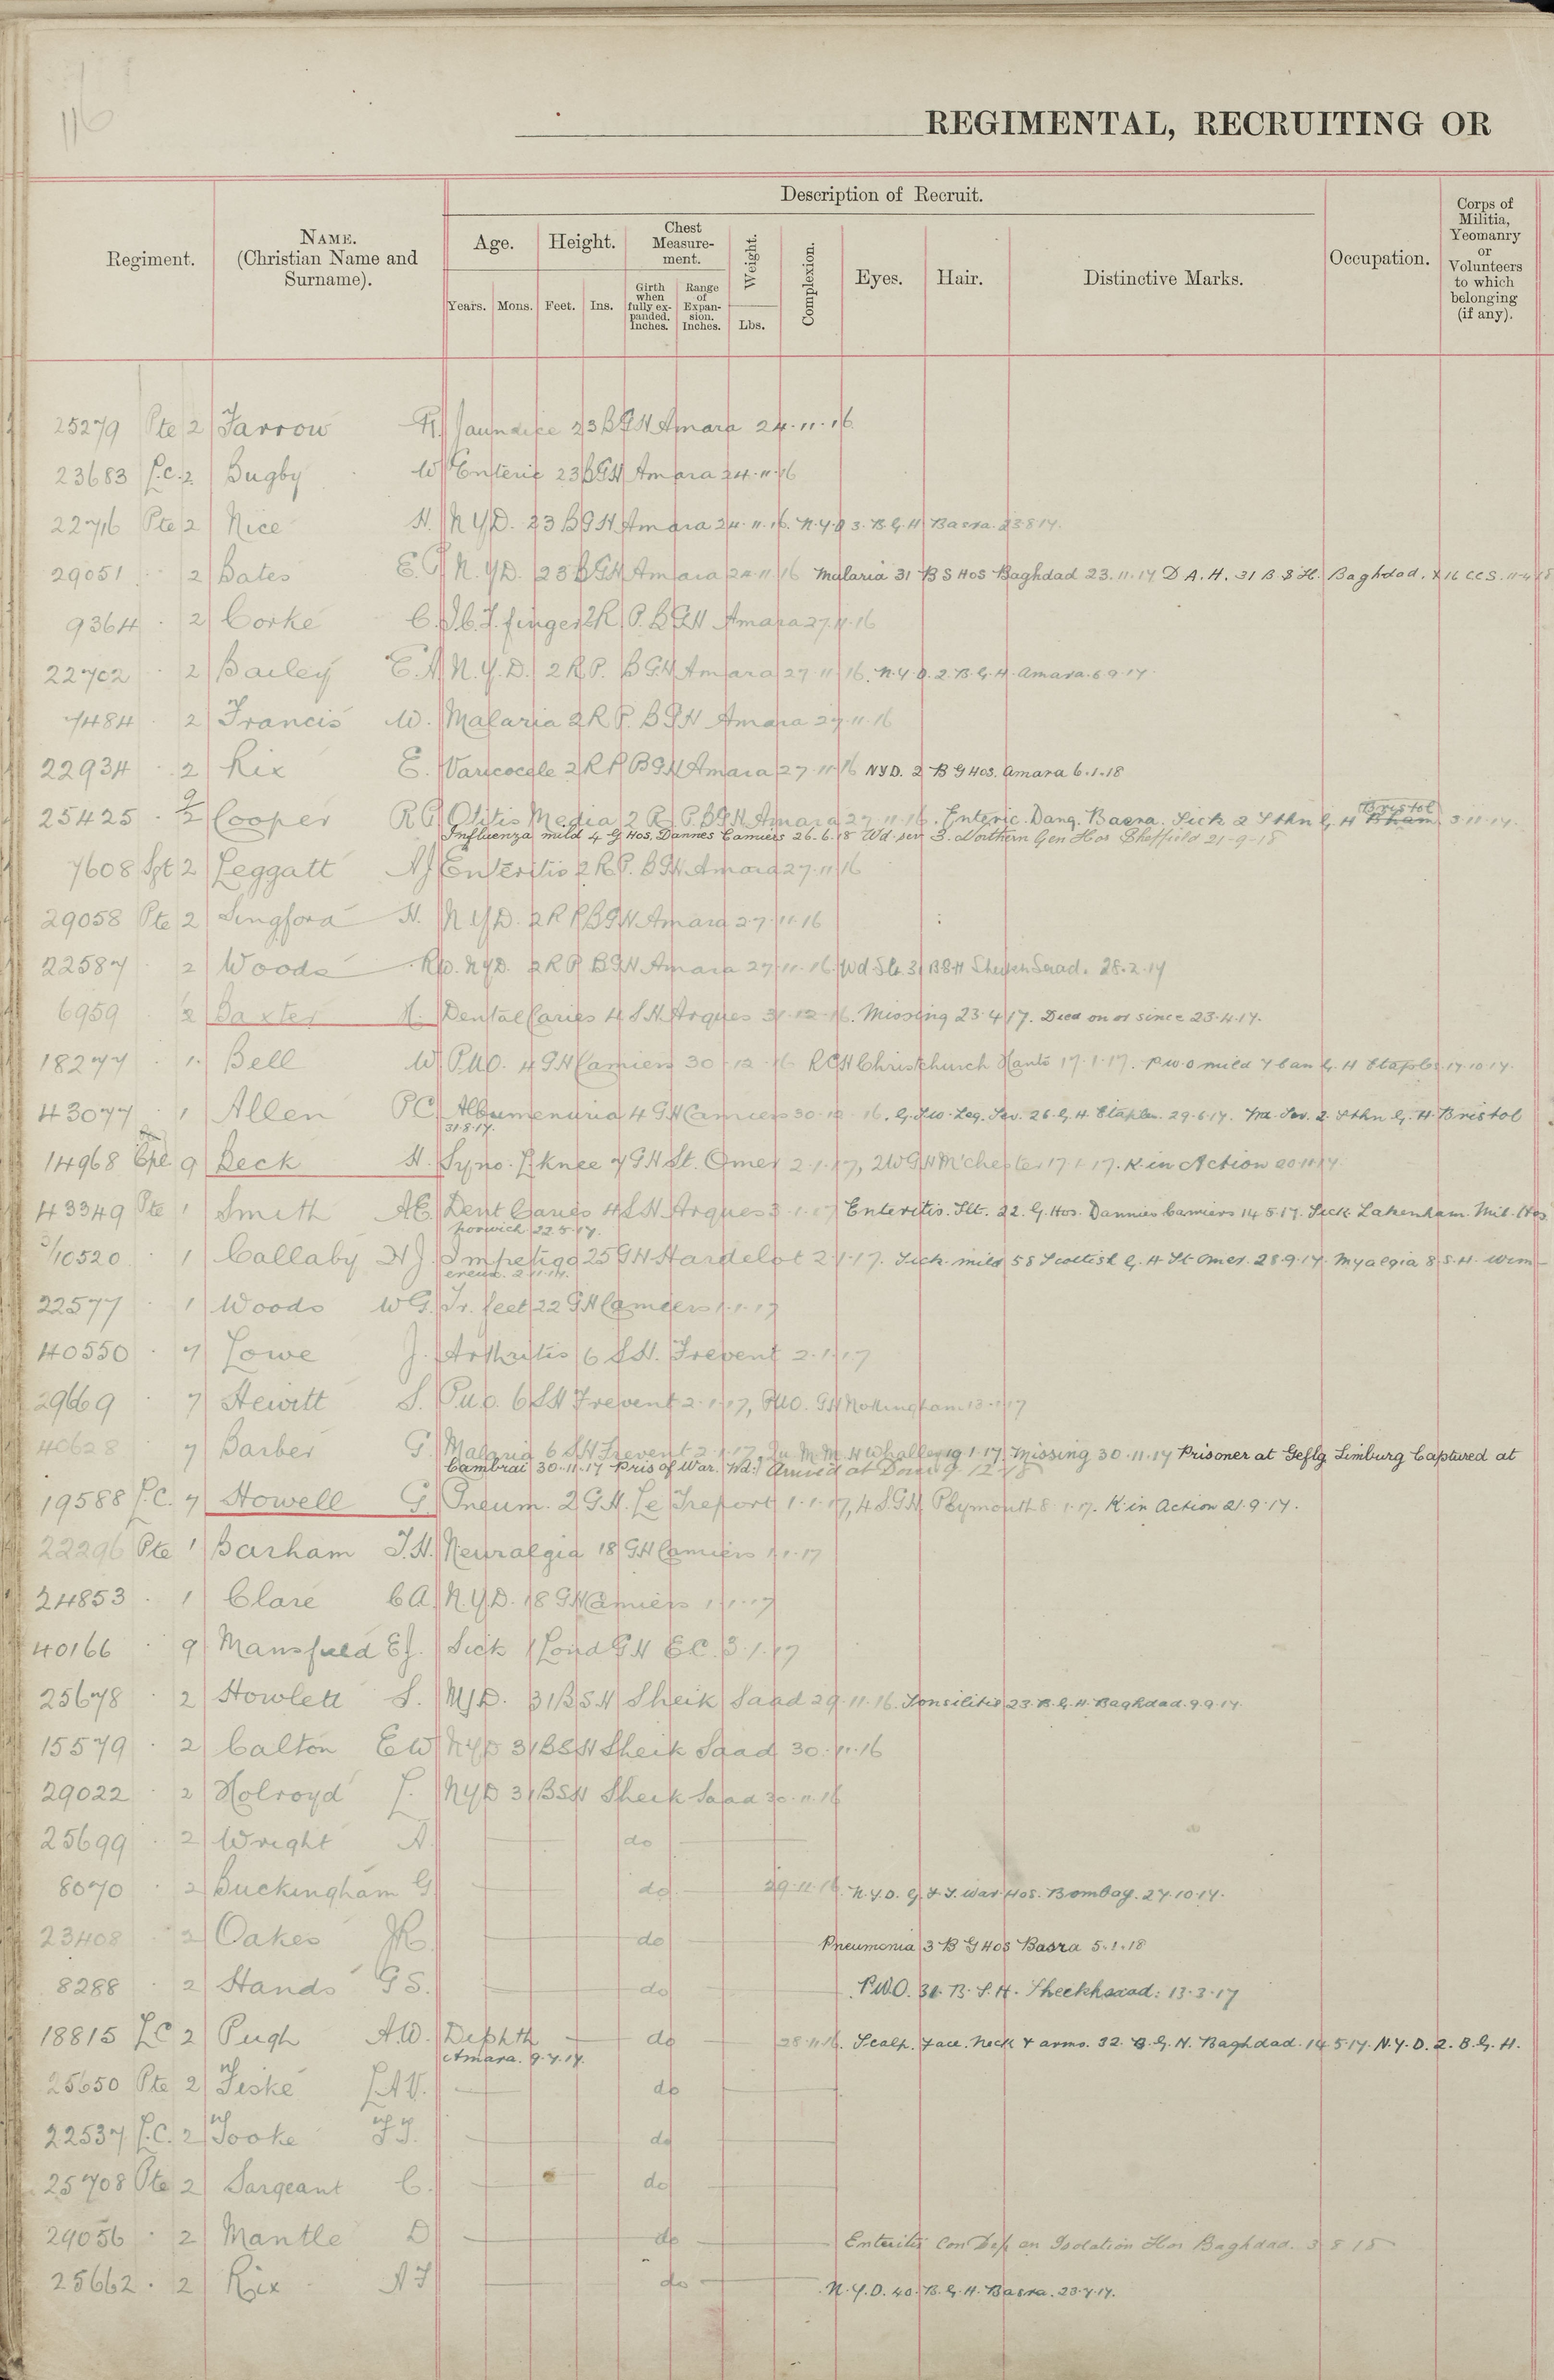 116
REGIMENTAL, RECRUITING OR
Regiment.
NAME.
(Christian Name and
Surname).
Description of Recruit.
Age.
Height.
Chest
Measure-
ment.
Weight.
Complexion.
Eyes.
Hair.
Distinctive Marks.
Occupation.
Corps of
Militia,
Yeomanry
or
Volunteers
to which
belonging
(if any).
Years.
Mons.
Feet.
Ins.
Girth
when
fully ex-
panded.
Inches.
Range
of
Expan-
sion.
Inches.
Lbs.
25279 Pte 2 Farrow Jaundice 23 BGH Amara 24.11.16
23683 L.C. 2 Bugby W Enteric 23 BGH Amara 24.11.16
22716 Pte 2 Nice H. N.Y.D. 23 BGH Amara 24.11.16. N.Y.D 3. B.G.H Basra. 23.8.17.
29051 2 Bates E.G N.Y.D. 23 BGH Amara 24.11.16 Malaria 31 B S Hos Baghdad 23.11.17 D.A.H. 31 B.S.H. Baghdad. X 16 CCS. 11.4.18
9364 2 Corke C. finger 2 R.P. BGH Amara 27.11.16
22702 2 Bailey E.A N.Y.D. 2 R.P. BGH Amara 27.11.16. N.Y.D. 2. B.G.H. Amara. 6.9.17.
7484 2 Francis W. Malaria 2 R P. BGH Amara 27.11.16
22934 2 Rix E. Varicocele 2 R P BGH Amara 27.11.16 NYD. 2 B G HOS. Amara 6.1.18
25425 2 Cooper R G Otitis Media 2 R. P. BGH Amara 27.11.16. Enteric. Dang. Basra. Sick 2 Sthn G. H Bham Bristol 3.11.17.
Influenza mild 4 G Hos. Dannes Camiers 26.6.18 Wd. sev 3. Northern Gen Hos Sheffield 21-9-18
7608 Sgt 2 Leggatt AJ Enteritis 2 R.P. BGH Amara 27.11.16
29058 Pte 2 Lingford H. N.Y.D. 2 R P BGH Amara 27.11.16
22587 2 Woods R.W. N.Y.D. 2 R P BGH Amara 27.11.16. Wd Slt. 31 BSH Sheikh Saad. 28.2.17
6959 2 Baxter H. Dental Caries 4 S.H. Arques 31.12.16. Missing 23.4.17. Died on or since 23.4.17.
18277 1 Bell W. P.U.O. 4 GH Camiers 30.12.16 RCH Christchurch Hants 17.1.17. P.U.O mild 7 Can G. H Etaples. 17.10.17.
43077 1 Allen P C. Albumenuria 4 GH Camiers 30.12.16. G.S.W. Leg. Sev. 26. G.H. Etaples. 29.6.17. Sev. 2. Sthn G. H. Bristol
31.8.17.
14968 Cpl 9 Beck H. Syno. L knee 7 GH St. Omer 2.1.17, 2 W GH M'chester 17.1.17. K in Action 20.11.17.
43349 Pte 1 Smith A.E. Dent Caries 4 S.H. Arques 3.1.17 Enteritis. Slt. 22. G. Hos. Dannes Camiers 14.5.17. Sick. Lakenham. Mil. Hos
Norwich 22.5.17.
3/10520 1 Callaby H J. Impetigo 25 GH Hardelot 2.1.17. Sick. mild 58 Scottish G. H St Omer. 28.9.17. Myalgia 8.S.H. Wim-
ereux. 2.11.17.
22577 1 Woods W G. Tr. feet 22 GH Camiers 1.1.17
40550 7 Lowe J. Arthritis 6 S.H. Frevent 2.1.17
29669 7 Hewitt S. P.U.O. 6 S.H Frevent 2.1.17, P.U.O. GH Nottingham 13.1.17
40628 7 Barber G. Malaria 6 S.H Frevent 2.1.17, Qu. M.M.H Whalley 19.1.17. Missing 30.11.17 Prisoner at Geflg Limburg Captured at
Cambrai 30.11.17 Pris of War. Wd. Arrived at Dover 9.12.18
19588 L.C. 7 Howell G. Pneum. 2 G.H. Le Treport 1.1.17, 4 S.G.H. Plymouth 8.1.17. K in Action 21.9.17.
22296 Pte 1 Barham J.H. Neuralgia 18 GH Camiers 1.1.17
24853 1 Clare C A. N.Y.D. 18 GH Camiers 1.1.17
40166 9 Mansfield E J. Sick 1 Lond GH E.C. 3.1.17
25678 2 Howlett S. N.Y.D. 31 B S H Sheik Saad 29.11.16. Tonsilitis 23. B.G.H. Baghdad. 9.9.17.
15579 2 Calton E W N.Y.D 31 BSH Sheik Saad 30.11.16
29022 2 Holroyd L. N.Y.D 31 BSH Sheik Saad 30.11.16
25699 2 Wright A. do
8070 2 Buckingham G do 29.11.16 N.Y.D. War Hos. Bombay. 27.10.17.
23408 2 Oakes do Pneumonia 3 B G HOS Basra 5.1.18
8288 2 Hands G S. do P.U.O. 31. B. S.H. Sheikhsaad: 13.3.17
18815 L C 2 Pugh A W. Diphth do 28.11.16. Scalp. face. neck & arms. 32. B.G.H. Baghdad. 14.5.17. N.Y.D. 2. B.G.H.
Amara. 9.7.17.
25650 Pte 2 Fiske L.A.V. do
22537 L.C. 2 Tooke F J. do
25708 Pte 2 Sargeant C. do
29056 2 Mantle D do Enteritis Con Dep an Isolation Hos Baghdad. 3.8.18
25662 2 Rix A F do N.Y.D. 40. B.G.H. Basra. 23.7.17.